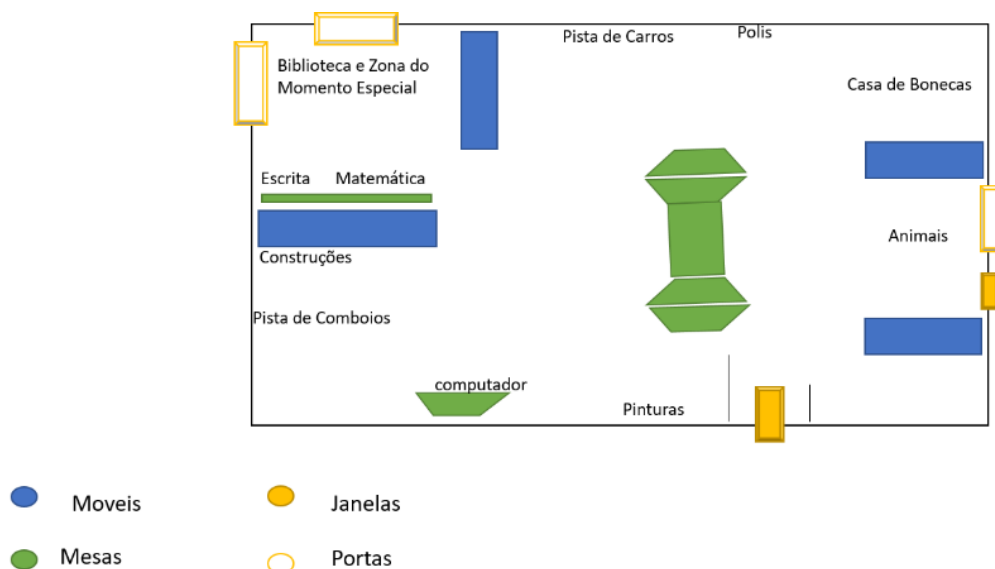 Pista de Carros
Polis
Biblioteca e Zona do
Momento Especial
Casa de Bonecas
Escrita
Matemática
Animais
Construções
Pista de Comboios
computador
Pinturas
Moveis
Janelas
Mesas
Portas